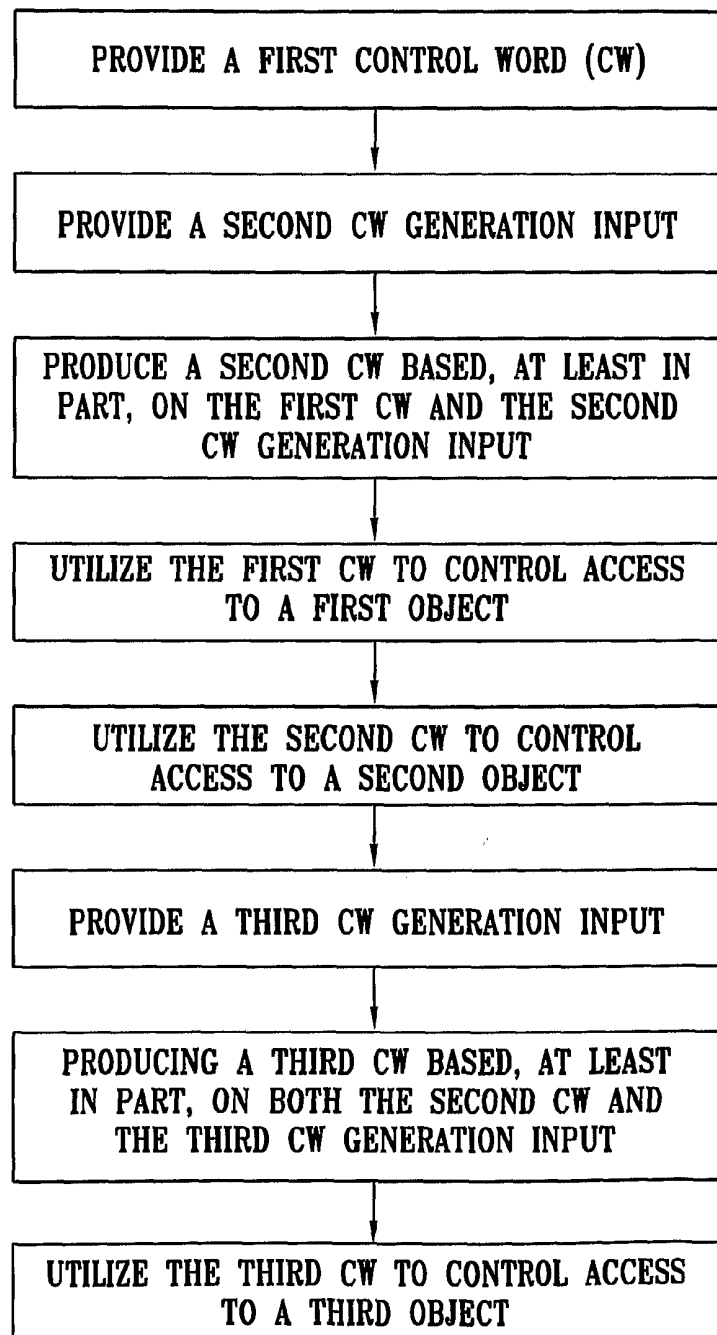 PROVIDE A FIRST CONTROL WORD (CW)
PROVIDE A SECOND CW GENERATION INPUT
PRODUCE A SECOND CW BASED, AT LEAST IN
PART, ON THE FIRST CW AND THE SECOND
CW GENERATION INPUT
UTILIZE THE FIRST CW TO CONTROL ACCESS
TO A FIRST OBJECT
UTILIZE THE SECOND CW TO CONTROL
ACCESS TO A SECOND OBJECT
PROVIDE A THIRD CW GENERATION INPUT
PRODUCING A THIRD CW BASED, AT LEAST
IN PART, ON BOTH THE SECOND CW AND
THE THIRD CW GENERATION INPUT
UTILIZE THE THIRD CW TO CONTROL ACCESS
TO A THIRD OBJECT